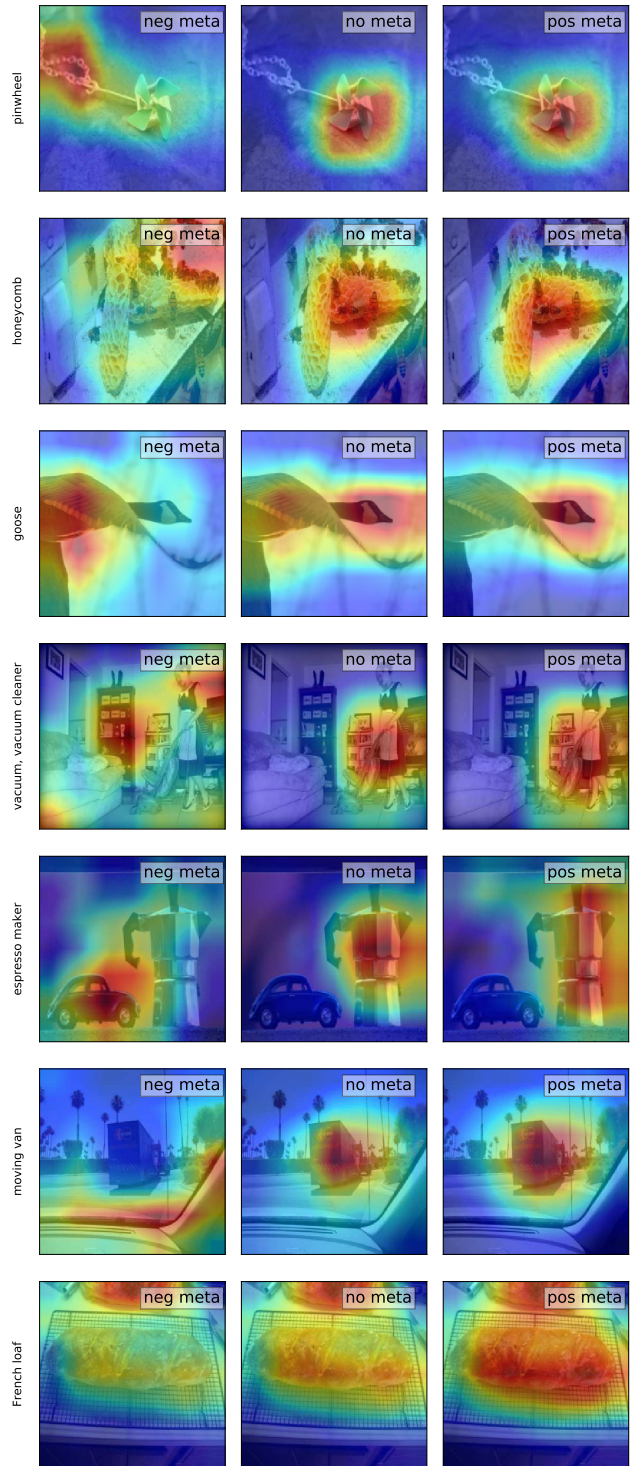 pinwheel
neg meta
no meta
pos meta
honeycomb
neg meta
no meta
pos meta
goose
neg meta
no meta
pos meta
vacuum, vacuum cleaner
neg meta
no meta
pos meta
espresso maker
neg meta
no meta
pos meta
moving van
neg meta
no meta
pos meta
French loaf
neg meta
no meta
pos meta